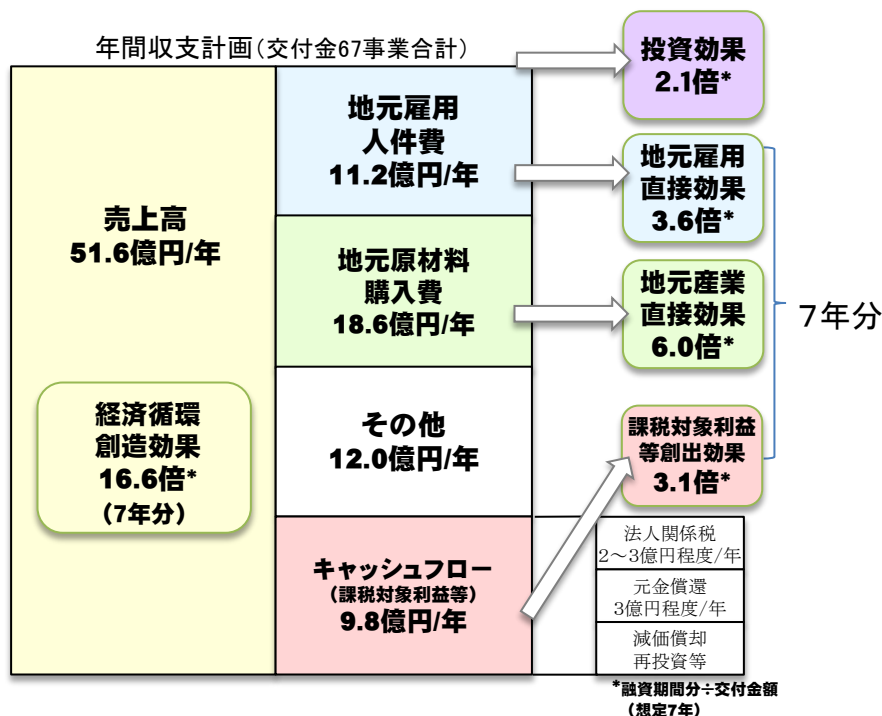 年間収支計画（交付金67事業合計）
売上高
51.6億円/年
経済循環
創造効果
16.6倍*
（7年分）
地元雇用
人件費
11.2億円/年
地元原材料
購入費
18.6億円/年
その他
12.0億円/年
キャッシュフロー
（課税対象利益等）
9.8億円/年
投資効果
2.1倍*
地元雇用
直接効果
3.6倍*
地元産業
直接効果
6.0倍*
課税対象利益
等創出効果
3.1倍*
７年分
法人関係税
2～3億円程度/年
元金償還
3億円程度/年
減価償却
再投資等
*融資期間分÷交付金額
（想定7年）